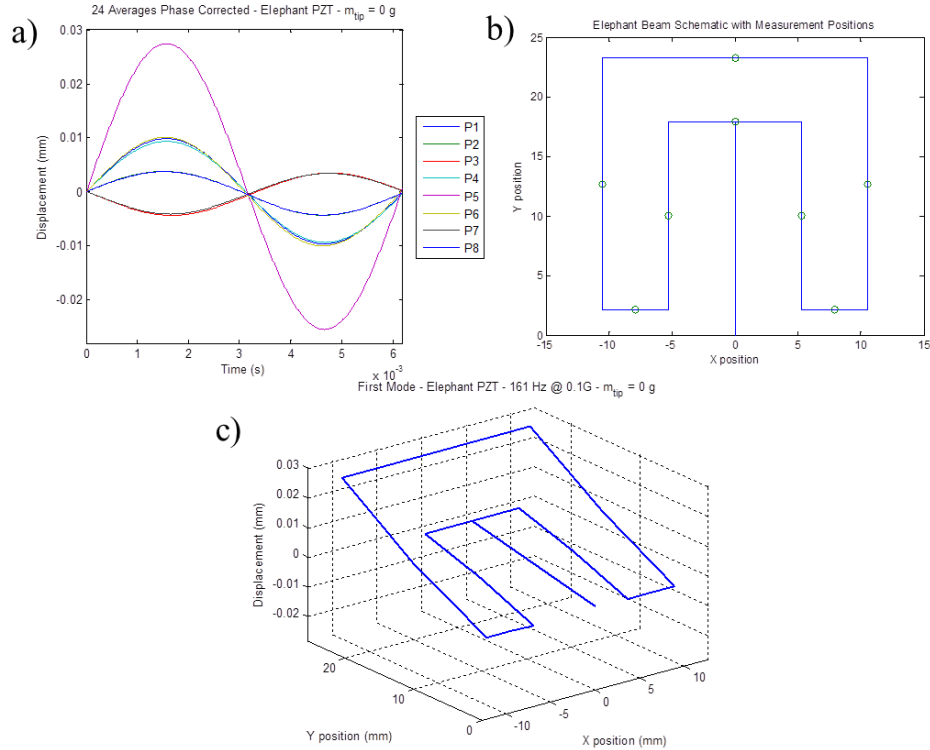 a)
24 Averages Phase Corrected - Elephant PZT - m_tip = 0 g
0.03
0.02
0.01
0
-0.01
-0.02
Displacement (mm)
0 1 2 3 4 5 6
Time (s)
x 10^-3
P1
P2
P3
P4
P5
P6
P7
P8
b)
Elephant Beam Schematic with Measurement Positions
25
20
15
10
5
0
Y position
-15 -10 -5 0 5 10 15
X position
First Mode - Elephant PZT - 161 Hz @ 0.1G - m_tip = 0 g
c)
0.03
0.02
0.01
0
-0.01
-0.02
Displacement (mm)
20
10
0
Y position (mm)
-10
-5
0
5
10
X position (mm)